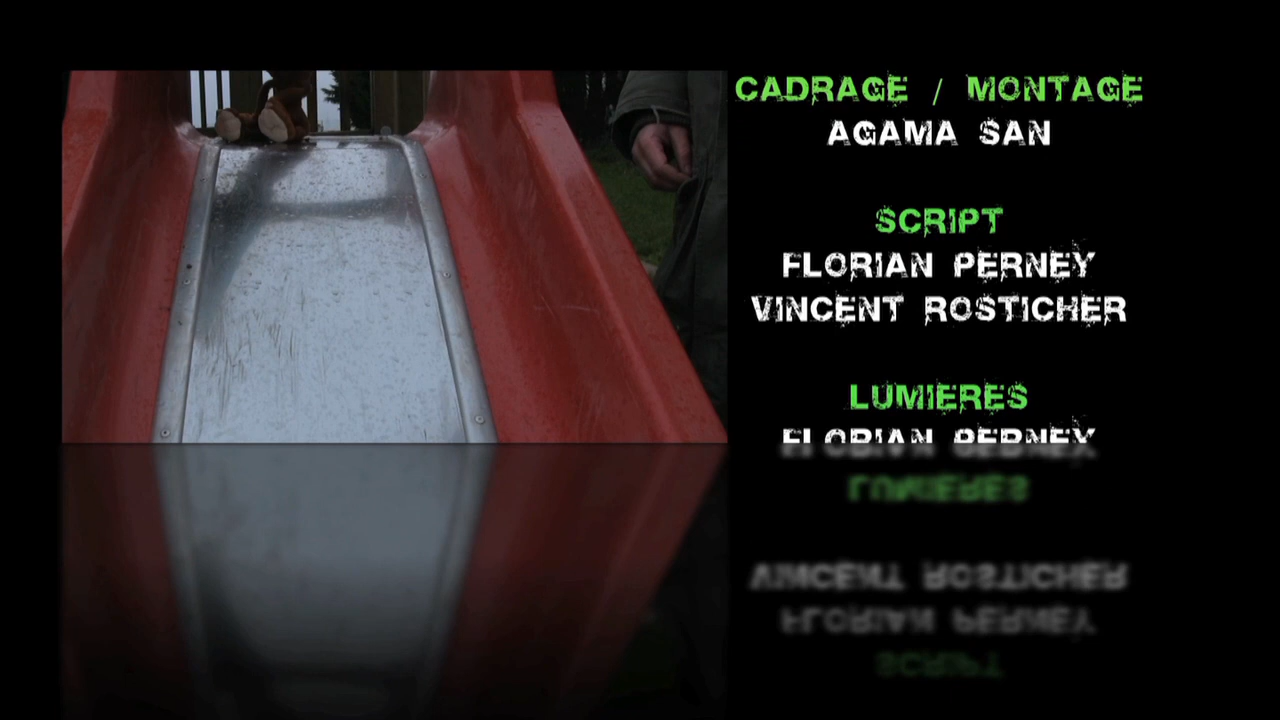 CADRAGE / MONTAGE
AGAMA SAN
SCRIPT
FLORIAN PERNEY
VINCENT ROSTICHER
LUMIERES
FLORIAN PERNEY